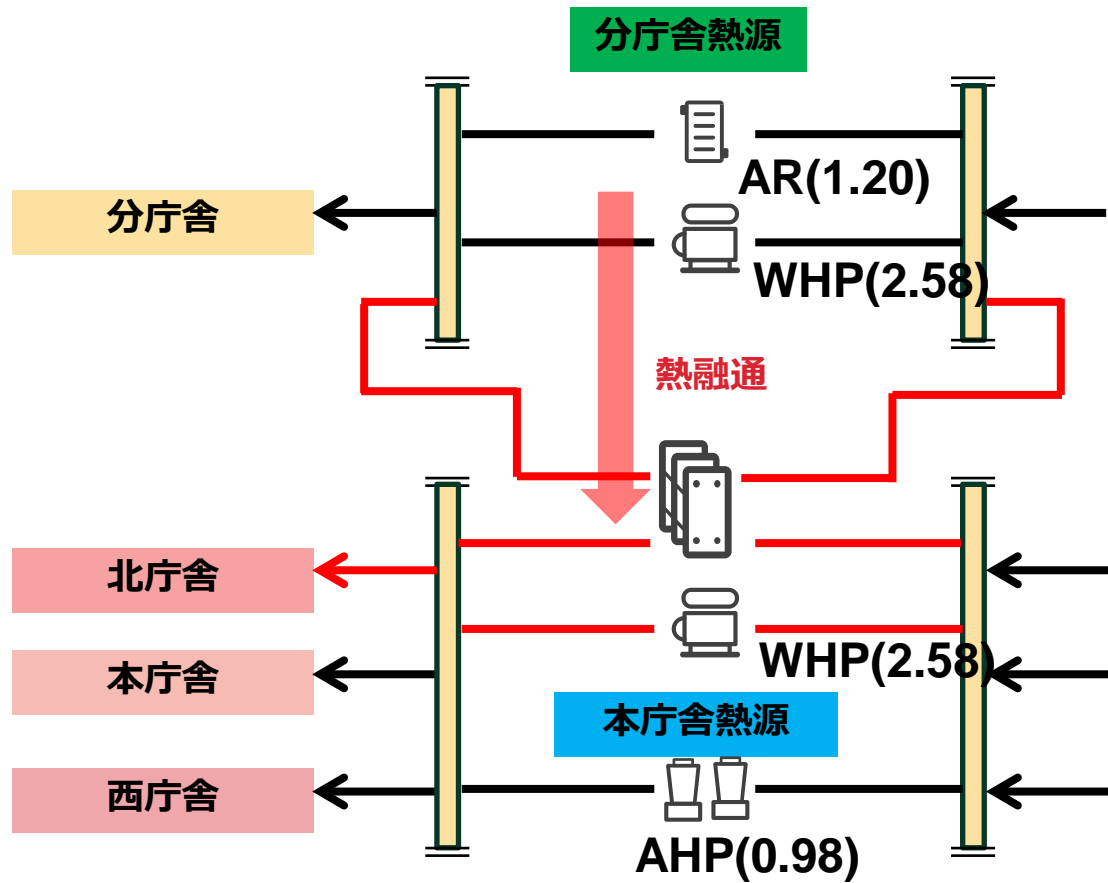 分庁舎熱源
AR(1.20)
分庁舎
WHP(2.58)
熱融通
北庁舎
WHP(2.58)
本庁舎
本庁舎熱源
西庁舎
AHP(0.98)